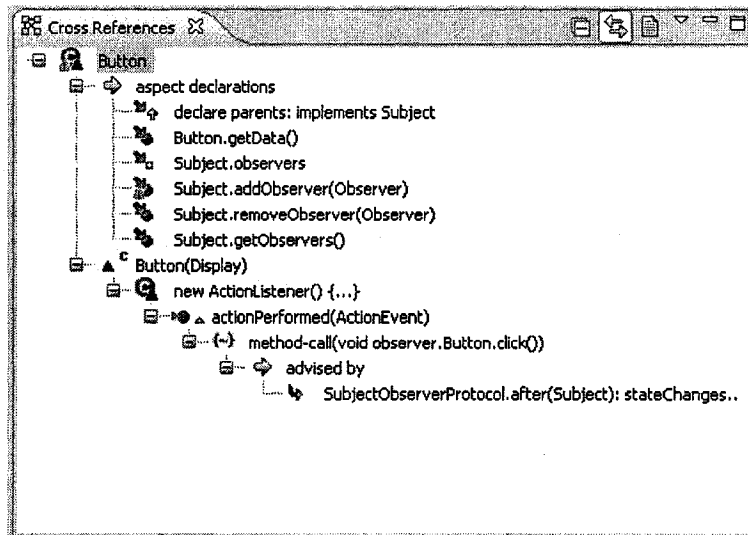 Cross References
Button
aspect declarations
declare parents: implements Subject
Button.getData()
Subject.observers
Subject.addObserver(Observer)
Subject.removeObserver(Observer)
Subject.getObservers()
C Button(Display)
new ActionListener() {...}
actionPerformed(ActionEvent)
method-call(void observer.Button.click())
advised by
SubjectObserverProtocol.after(Subject): stateChanges..